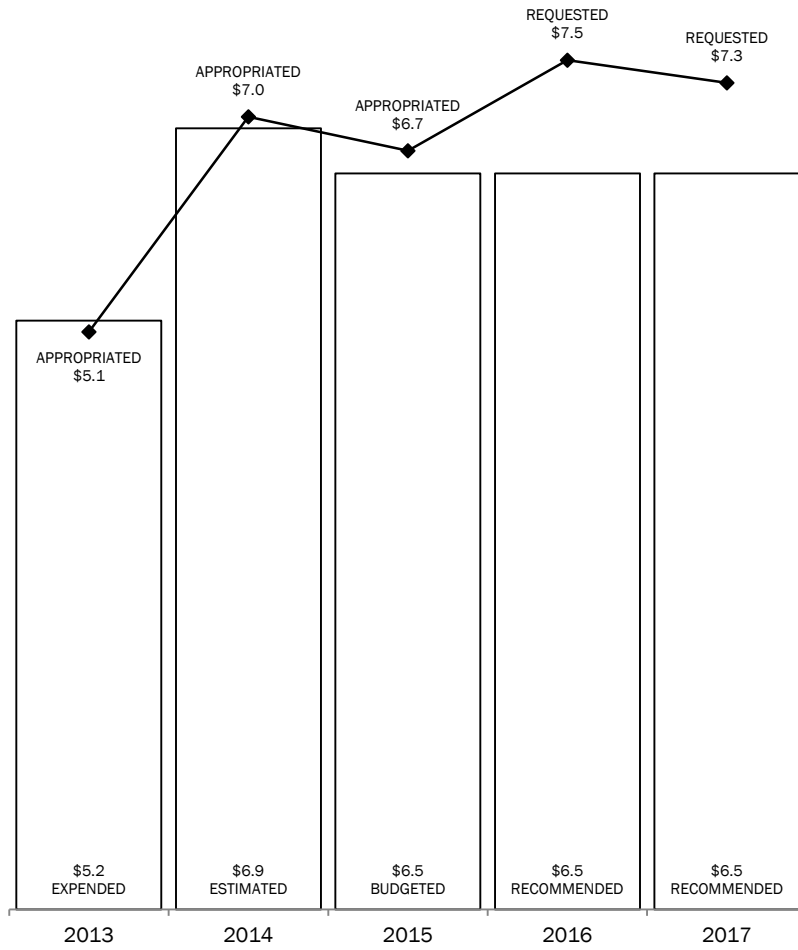 REQUESTED
$7.5
REQUESTED
$7.3
APPROPRIATED
$7.0
APPROPRIATED
$6.7
APPROPRIATED
$5.1
$5.2
EXPENDED
$6.9
ESTIMATED
$6.5
BUDGETED
$6.5
RECOMMENDED
$6.5
RECOMMENDED
2013
2014
2015
2016
2017